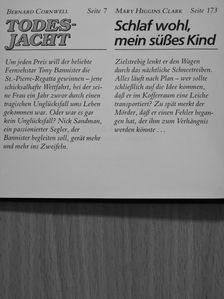 BERNARD CORNWELL Seite 7
TODES-
JACHT
Um jeden Preis will der beliebte
Fernsehstar Tony Bannister die
St.-Pierre-Regatta gewinnen – jene
schicksalhafte Wettfahrt, bei der sei-
ne Frau ein Jahr zuvor durch einen
tragischen Unglücksfall ums Leben
gekommen war. Oder war es gar
kein Unglücksfall? Nick Sandman,
ein passionierter Segler, der
Bannister begleiten soll, gerät mehr
und mehr ins Zweifeln.
MARY HIGGINS CLARK Seite 173
Schlaf wohl,
mein süßes Kind
Zielstrebig lenkt er den Wagen
durch das nächtliche Schneetreiben.
Alles läuft nach Plan – wer sollte
schließlich auf die Idee kommen,
daß er im Kofferraum eine Leiche
transportiert? Zu spät merkt der
Mörder, daß er einen Fehler began-
gen hat, der ihm zum Verhängnis
werden könnte . . .